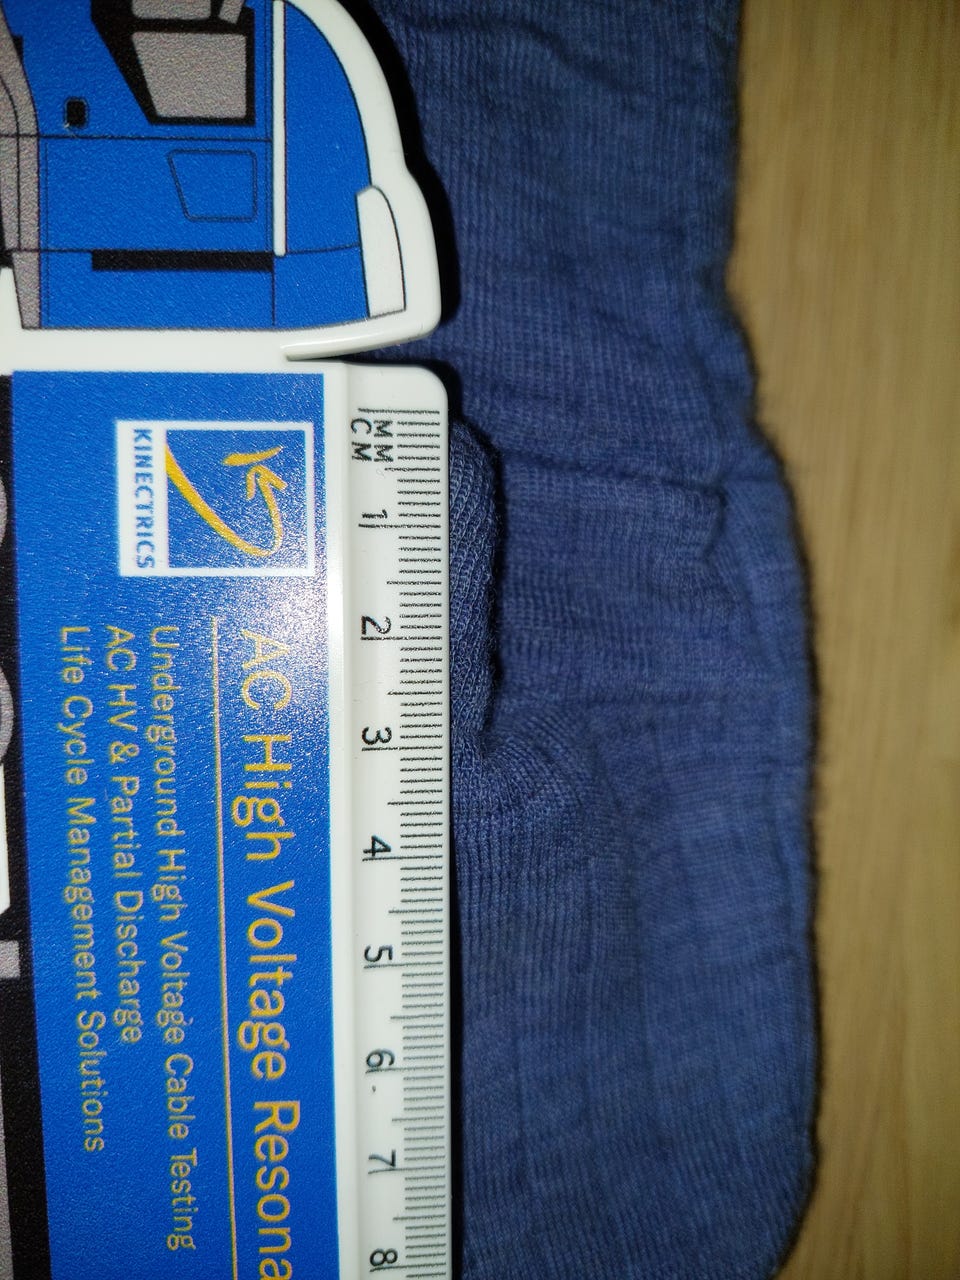 MM
CM
1 2 3 4 5 6 7 8
KINECTRICS
AC High Voltage Resona
Underground High Voltage Cable Testing
AC HV & Partial Discharge
Life Cycle Management Solutions